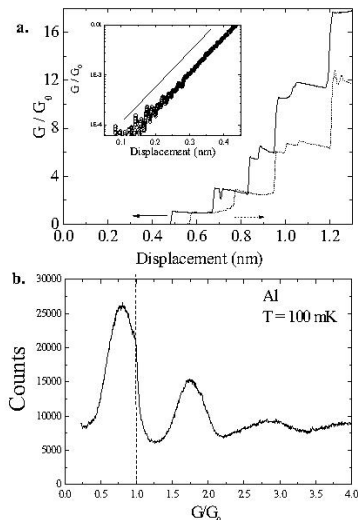 a.
G / G0
18
12
6
0
0.0 0.2 0.4 0.6 0.8 1.0 1.2
Displacement (nm)
G / G0
0.01
1E-3
1E-4
0.1 0.2 0.3 0.4
Displacement (nm)
b.
Counts
30000
25000
20000
15000
10000
5000
0
Al
T = 100 mK
0.0 0.5 1.0 1.5 2.0 2.5 3.0 3.5 4.0
G/G0